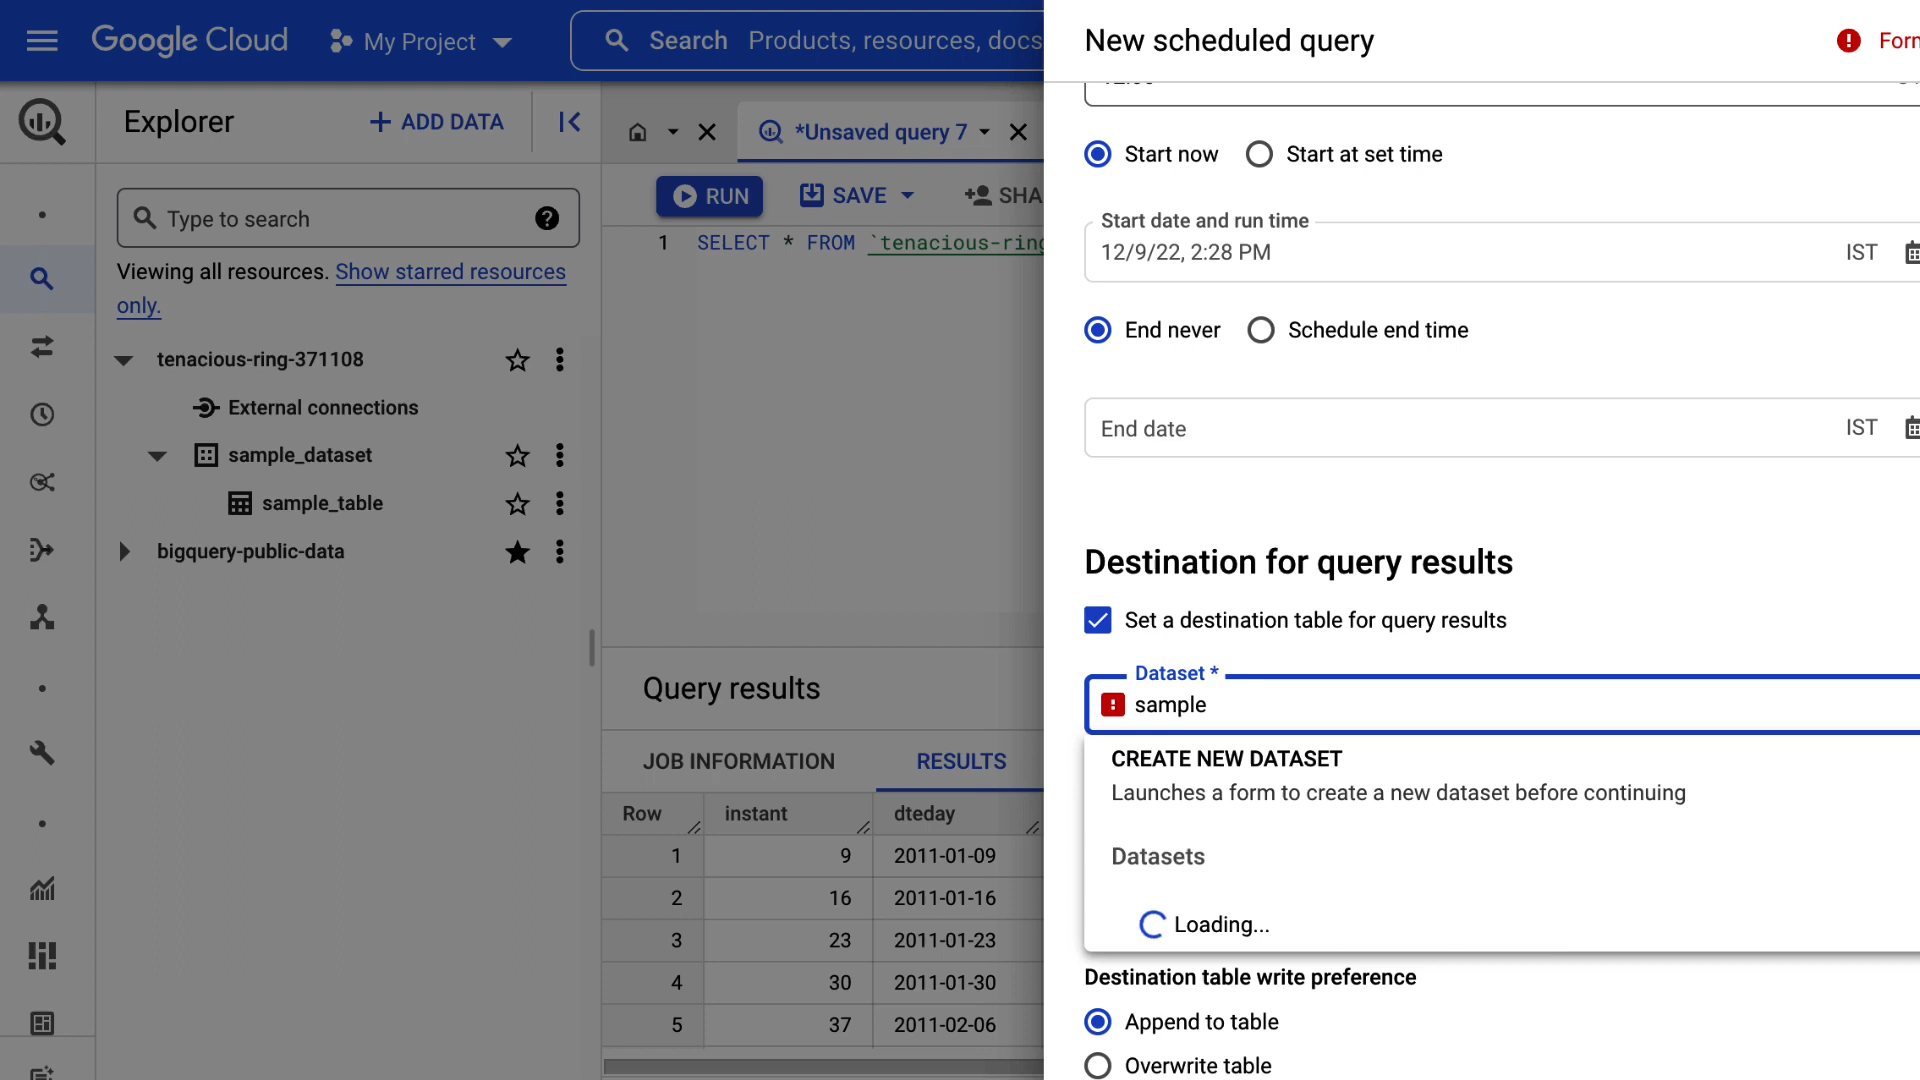 Google Cloud
My Project
Search Products, resources, docs
New scheduled query
Explorer
ADD DATA
*Unsaved query 7
Start now
Start at set time
Type to search
RUN
SAVE
SHA
Start date and run time
12/9/22, 2:28 PM
IST
1 SELECT * FROM `tenacious-ring
Viewing all resources. Show starred resources
only.
End never
Schedule end time
tenacious-ring-371108
External connections
End date
IST
sample_dataset
sample_table
bigquery-public-data
Destination for query results
Set a destination table for query results
Dataset *
sample
Query results
CREATE NEW DATASET
Launches a form to create a new dataset before continuing
JOB INFORMATION
RESULTS
Datasets
Row instant dteday
1 9 2011-01-09
2 16 2011-01-16
3 23 2011-01-23
4 30 2011-01-30
5 37 2011-02-06
Loading...
Destination table write preference
Append to table
Overwrite table